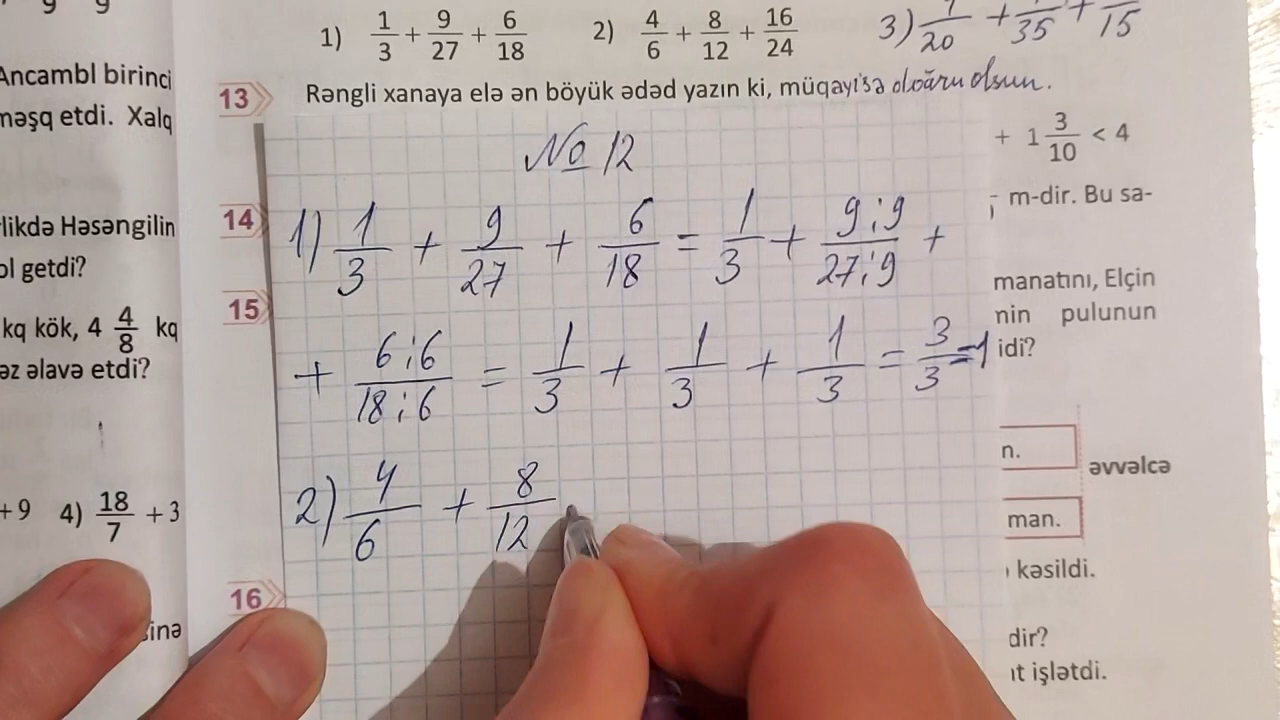 g g
1) 1/3 + 9/27 + 6/18 2) 4/6 + 8/12 + 16/24 3) /20 + /35 + /15
Ancambl birinci
məşq etdi. Xalq
13 Rəngli xanaya elə ən böyük ədəd yazın ki, müqayisə doğru olsun.
№ 12
+ 1 3/10 < 4
14
1) 1/3 + 9/27 + 6/18 = 1/3 + 9:9/27:9 +
m-dir. Bu sa-
likdə Həsəngilin
ol getdi?
15
manatını, Elçin
nin pulunun
idi?
+ 6:6/18:6 = 1/3 + 1/3 + 1/3 = 3/3 = 1
kq kök, 4 4/8 kq
əz əlavə etdi?
n.
əvvəlcə
2) 4/6 + 8/12
+ 9 4) 18/7 + 3
man.
kəsildi.
16
sinə
dir?
ıt işlətdi.